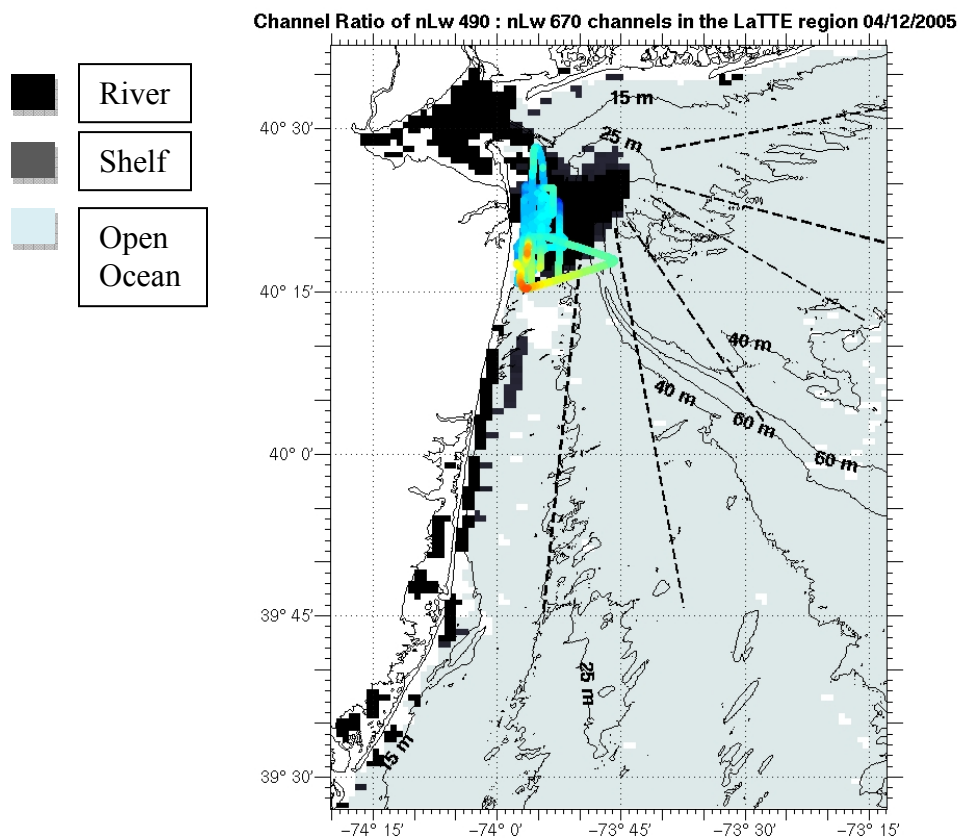 Channel Ratio of nLw 490 : nLw 670 channels in the LaTTE region 04/12/2005
River
Shelf
Open
Ocean
15 m
40° 30'
25 m
40° 15'
40 m
40 m
60 m
40° 0'
60 m
39° 45'
25 m
15 m
39° 30'
−74° 15'
−74° 0'
−73° 45'
−73° 30'
−73° 15'